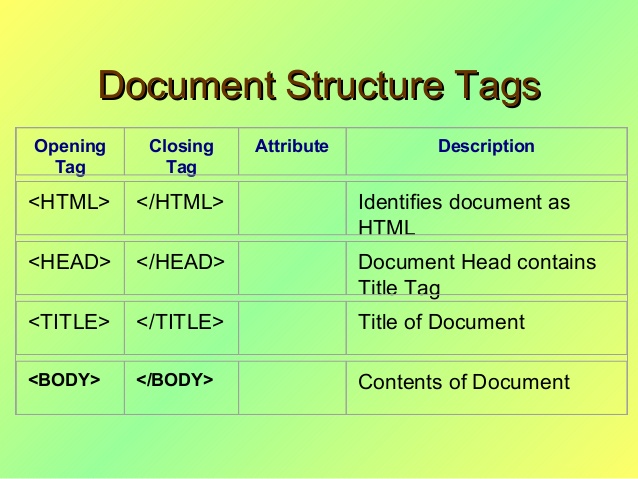 Document Structure Tags
Opening Tag Closing Tag Attribute Description
<HTML> </HTML> Identifies document as HTML
<HEAD> </HEAD> Document Head contains Title Tag
<TITLE> </TITLE> Title of Document
<BODY> </BODY> Contents of Document